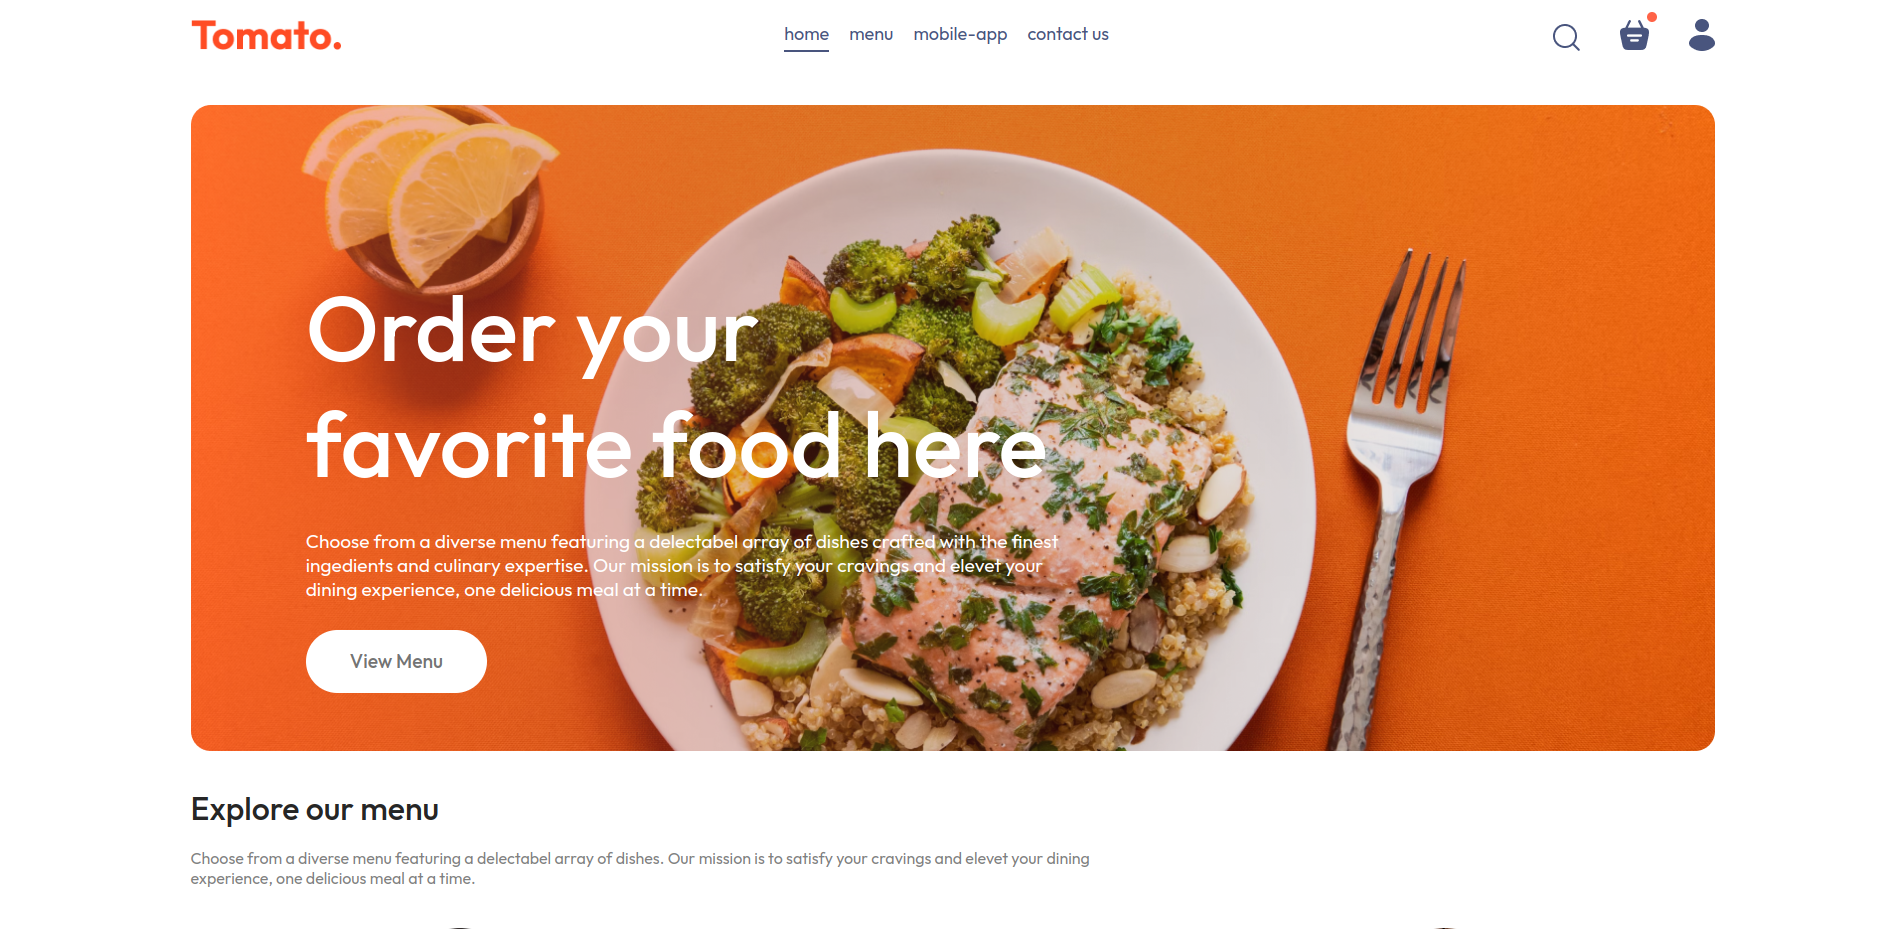 Tomato.
home menu mobile-app contact us
Order your
favorite food here
Choose from a diverse menu featuring a delectabel array of dishes crafted with the finest
ingedients and culinary expertise. Our mission is to satisfy your cravings and elevet your
dining experience, one delicious meal at a time.
View Menu
Explore our menu
Choose from a diverse menu featuring a delectabel array of dishes. Our mission is to satisfy your cravings and elevet your dining
experience, one delicious meal at a time.